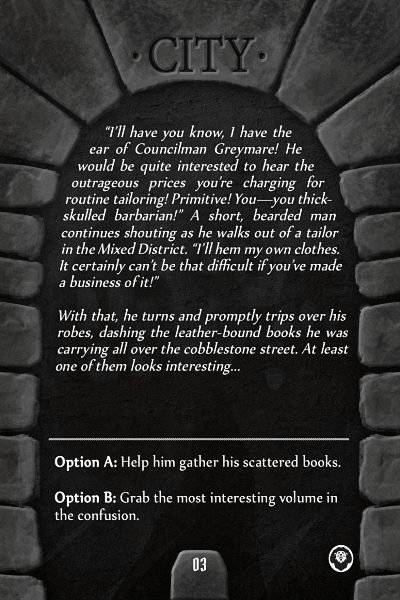 · CITY ·
“I’ll have you know, I have the
ear of Councilman Greymare! He
would be quite interested to hear the
outrageous prices you’re charging for
routine tailoring! Primitive! You—you thick-
skulled barbarian!” A short, bearded man
continues shouting as he walks out of a tailor
in the Mixed District. “I’ll hem my own clothes.
It certainly can’t be that difficult if you’ve made
a business of it!”
With that, he turns and promptly trips over his
robes, dashing the leather-bound books he was
carrying all over the cobblestone street. At least
one of them looks interesting...
Option A: Help him gather his scattered books.
Option B: Grab the most interesting volume in
the confusion.
03